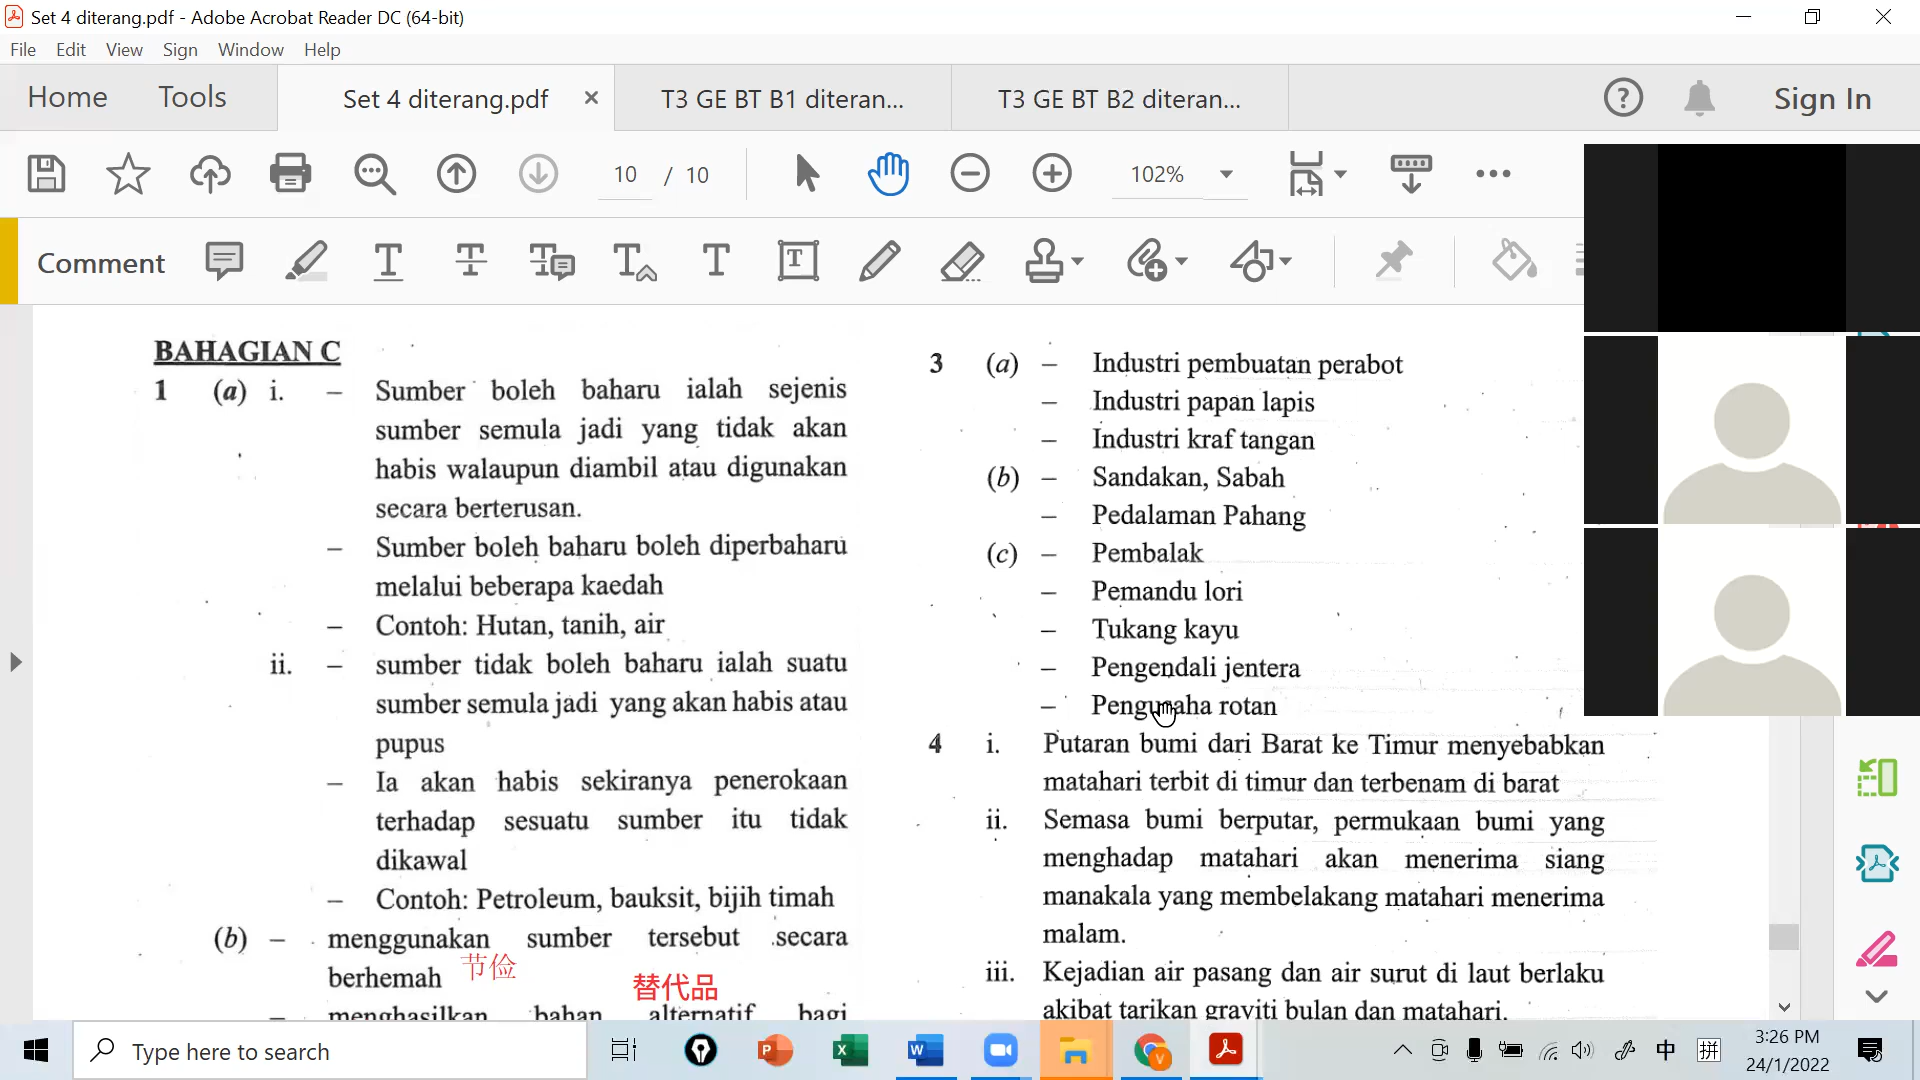 Set 4 diterang.pdf - Adobe Acrobat Reader DC (64-bit)
File Edit View Sign Window Help
Home Tools Set 4 diterang.pdf T3 GE BT B1 diteran... T3 GE BT B2 diteran... Sign In
10 / 10 102%
Comment
BAHAGIAN C
1 (a) i. – Sumber boleh baharu ialah sejenis
sumber semula jadi yang tidak akan
habis walaupun diambil atau digunakan
secara berterusan.
– Sumber boleh baharu boleh diperbaharu
melalui beberapa kaedah
– Contoh: Hutan, tanih, air
ii. – sumber tidak boleh baharu ialah suatu
sumber semula jadi yang akan habis atau
pupus
– Ia akan habis sekiranya penerokaan
terhadap sesuatu sumber itu tidak
dikawal
– Contoh: Petroleum, bauksit, bijih timah
(b) – menggunakan sumber tersebut secara
berhemah 节俭
替代品
– menghasilkan bahan alternatif bagi
3 (a) – Industri pembuatan perabot
– Industri papan lapis
– Industri kraf tangan
(b) – Sandakan, Sabah
– Pedalaman Pahang
(c) – Pembalak
– Pemandu lori
– Tukang kayu
– Pengendali jentera
– Pengusaha rotan
4 i. Putaran bumi dari Barat ke Timur menyebabkan
matahari terbit di timur dan terbenam di barat
ii. Semasa bumi berputar, permukaan bumi yang
menghadap matahari akan menerima siang
manakala yang membelakang matahari menerima
malam.
iii. Kejadian air pasang dan air surut di laut berlaku
akibat tarikan graviti bulan dan matahari.
Type here to search
中 拼
3:26 PM
24/1/2022